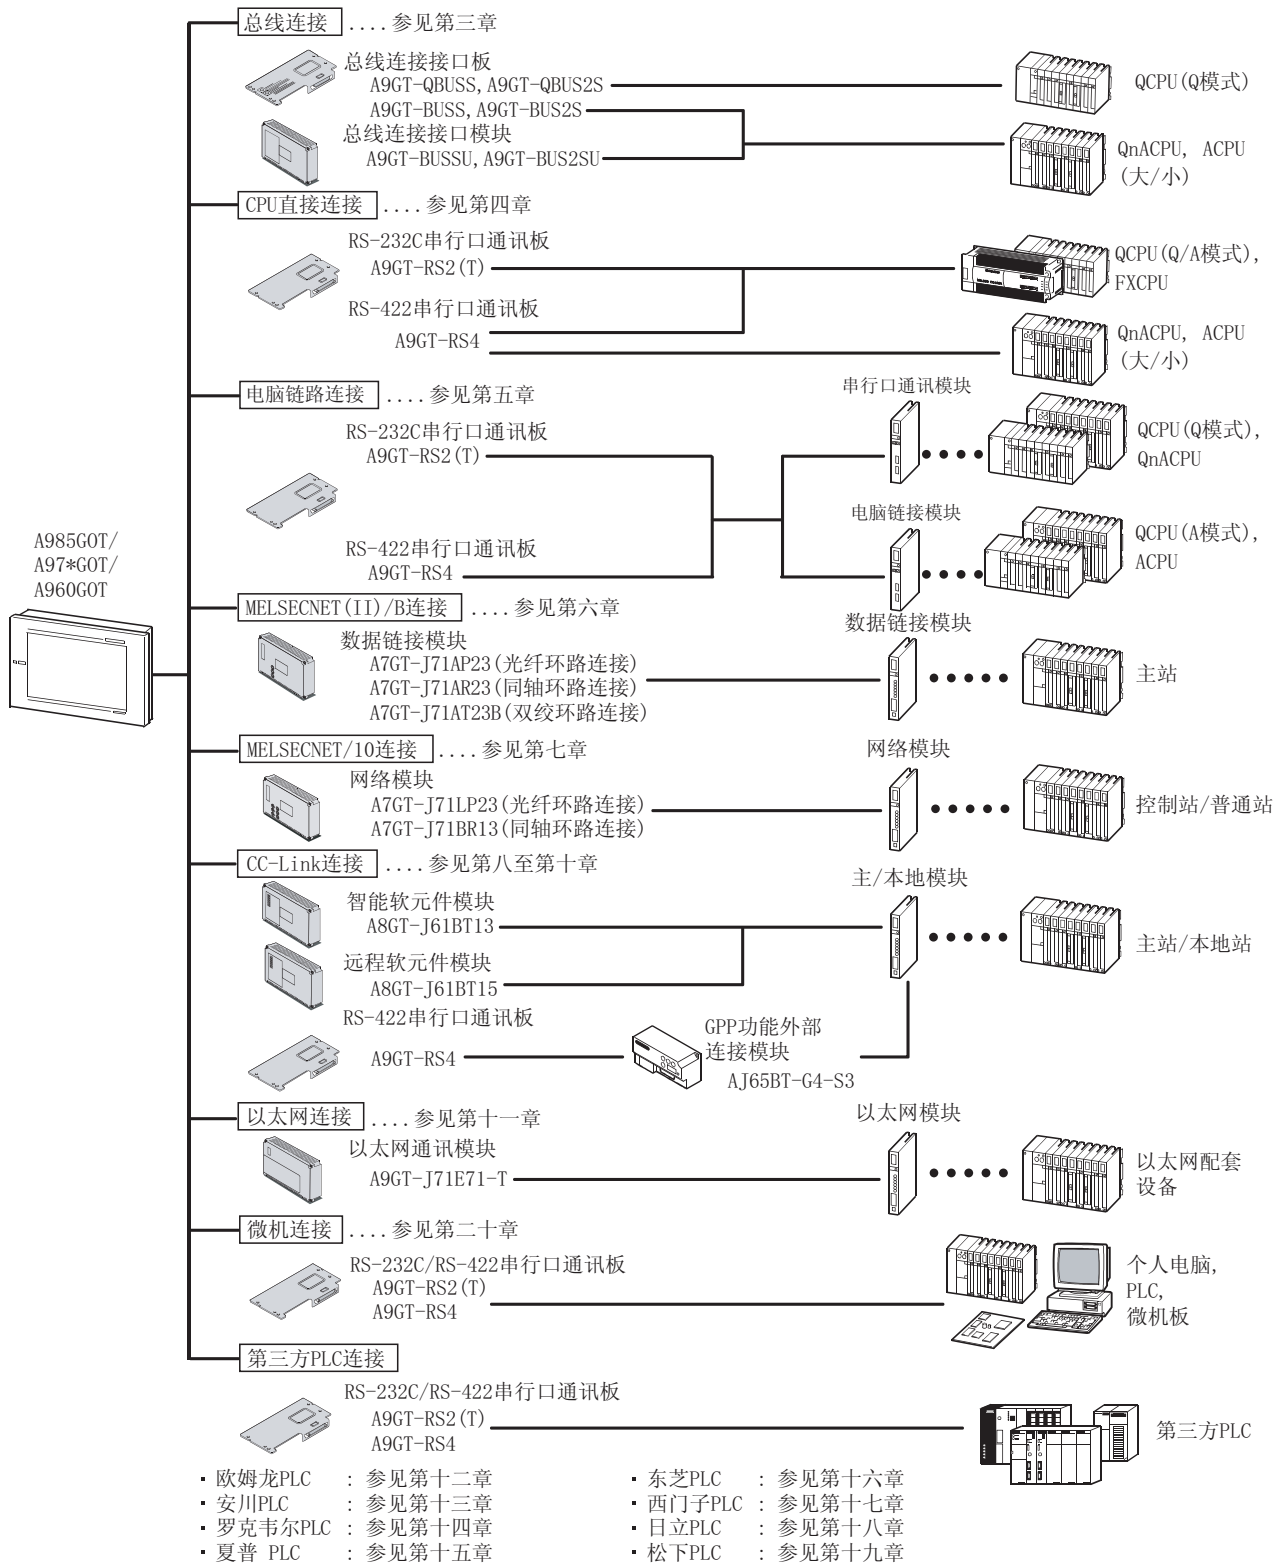 总线连接 ....参见第三章
总线连接接口板
A9GT-QBUSS,A9GT-QBUS2S
QCPU(Q模式)
A9GT-BUSS,A9GT-BUS2S
总线连接接口模块
A9GT-BUSSU,A9GT-BUS2SU
QnACPU, ACPU
(大/小)
CPU直接连接 ....参见第四章
RS-232C串行口通讯板
A9GT-RS2(T)
QCPU(Q/A模式),
FXCPU
RS-422串行口通讯板
A9GT-RS4
QnACPU, ACPU
(大/小)
电脑链路连接 ....参见第五章
串行口通讯模块
RS-232C串行口通讯板
A9GT-RS2(T)
QCPU(Q模式),
QnACPU
电脑链接模块
RS-422串行口通讯板
A9GT-RS4
QCPU(A模式),
ACPU
A985GOT/
A97*GOT/
A960GOT
MELSECNET(II)/B连接 ....参见第六章
数据链接模块
数据链接模块
A7GT-J71AP23(光纤环路连接)
A7GT-J71AR23(同轴环路连接)
A7GT-J71AT23B(双绞环路连接)
主站
MELSECNET/10连接 ....参见第七章
网络模块
网络模块
A7GT-J71LP23(光纤环路连接)
A7GT-J71BR13(同轴环路连接)
控制站/普通站
CC-Link连接 ....参见第八至第十章
主/本地模块
智能软元件模块
A8GT-J61BT13
主站/本地站
远程软元件模块
A8GT-J61BT15
RS-422串行口通讯板
A9GT-RS4
GPP功能外部
连接模块
AJ65BT-G4-S3
以太网连接 ....参见第十一章
以太网模块
以太网通讯模块
A9GT-J71E71-T
以太网配套
设备
微机连接 ....参见第二十章
RS-232C/RS-422串行口通讯板
A9GT-RS2(T)
A9GT-RS4
个人电脑,
PLC,
微机板
第三方PLC连接
RS-232C/RS-422串行口通讯板
A9GT-RS2(T)
A9GT-RS4
第三方PLC
▪ 欧姆龙PLC : 参见第十二章
▪ 安川PLC : 参见第十三章
▪ 罗克韦尔PLC : 参见第十四章
▪ 夏普 PLC : 参见第十五章
▪ 东芝PLC : 参见第十六章
▪ 西门子PLC : 参见第十七章
▪ 日立PLC : 参见第十八章
▪ 松下PLC : 参见第十九章